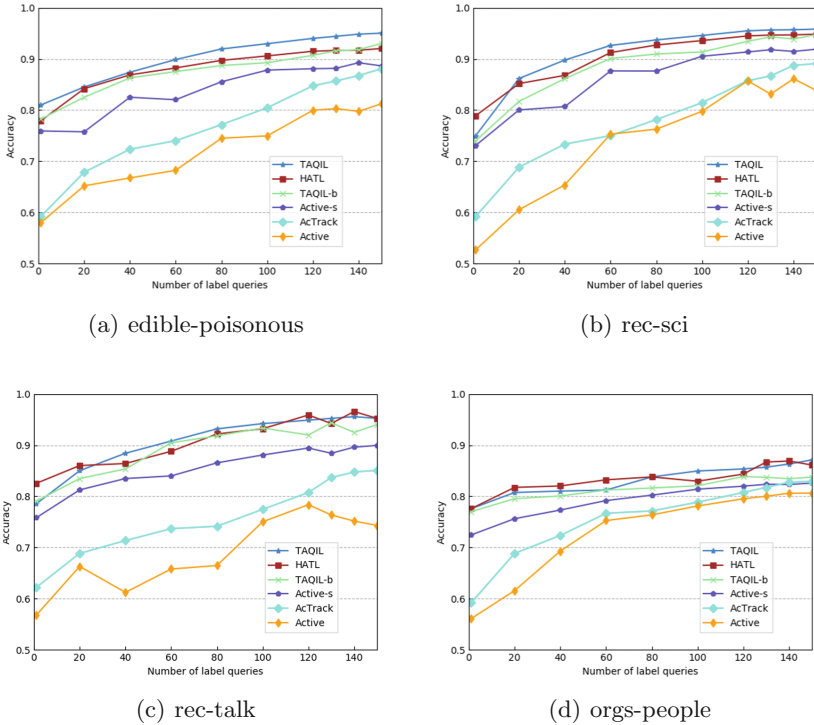 1.0
0.9
0.8
0.7
0.6
0.5
Accuracy
0 20 40 60 80 100 120 140
Number of label queries
TAQIL
HATL
TAQIL-b
Active-s
AcTrack
Active
(a) edible-poisonous
1.0
0.9
0.8
0.7
0.6
0.5
Accuracy
0 20 40 60 80 100 120 140
Number of label queries
TAQIL
HATL
TAQIL-b
Active-s
AcTrack
Active
(b) rec-sci
1.0
0.9
0.8
0.7
0.6
0.5
Accuracy
0 20 40 60 80 100 120 140
Number of label queries
TAQIL
HATL
TAQIL-b
Active-s
AcTrack
Active
(c) rec-talk
1.0
0.9
0.8
0.7
0.6
0.5
Accuracy
0 20 40 60 80 100 120 140
Number of label queries
TAQIL
HATL
TAQIL-b
Active-s
AcTrack
Active
(d) orgs-people